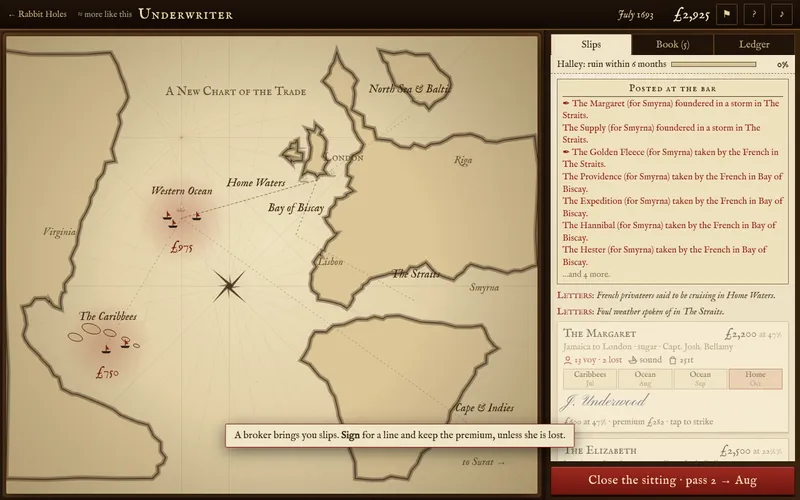 ← Rabbit Holes
≈ more like this
Underwriter
July 1693
£2,925
?
♪
A New Chart of the Trade
North Sea & Baltic
London
Riga
Western Ocean
Home Waters
Bay of Biscay
£975
Virginia
Lisbon
The Straits
Smyrna
The Caribbees
£750
Cape & Indies
to Surat →
A broker brings you slips. Sign for a line and keep the premium, unless she is lost.
Slips
Book (5)
Ledger
Halley: ruin within 6 months
0%
Posted at the bar
The Margaret (for Smyrna) foundered in a storm in The
Straits.
The Supply (for Smyrna) foundered in a storm in The
Straits.
The Golden Fleece (for Smyrna) taken by the French in
The Straits.
The Providence (for Smyrna) taken by the French in Bay of
Biscay.
The Expedition (for Smyrna) taken by the French in Bay of
Biscay.
The Hannibal (for Smyrna) taken by the French in Bay of
Biscay.
The Hester (for Smyrna) taken by the French in Bay of
Biscay.
...and 4 more.
Letters: French privateers said to be cruising in Home Waters.
Letters: Foul weather spoken of in The Straits.
The Margaret
£2,200 at 47%
Jamaica to London · sugar · Capt. Josh. Bellamy
13 voy · 2 lost
sound
251t
Caribbees
Jul
Ocean
Aug
Ocean
Sep
Home
Oct
J. Underwood
at 47% · premium £282 · tap to strike
The Elizabeth
£2,500
Close the sitting · pass 2 → Aug